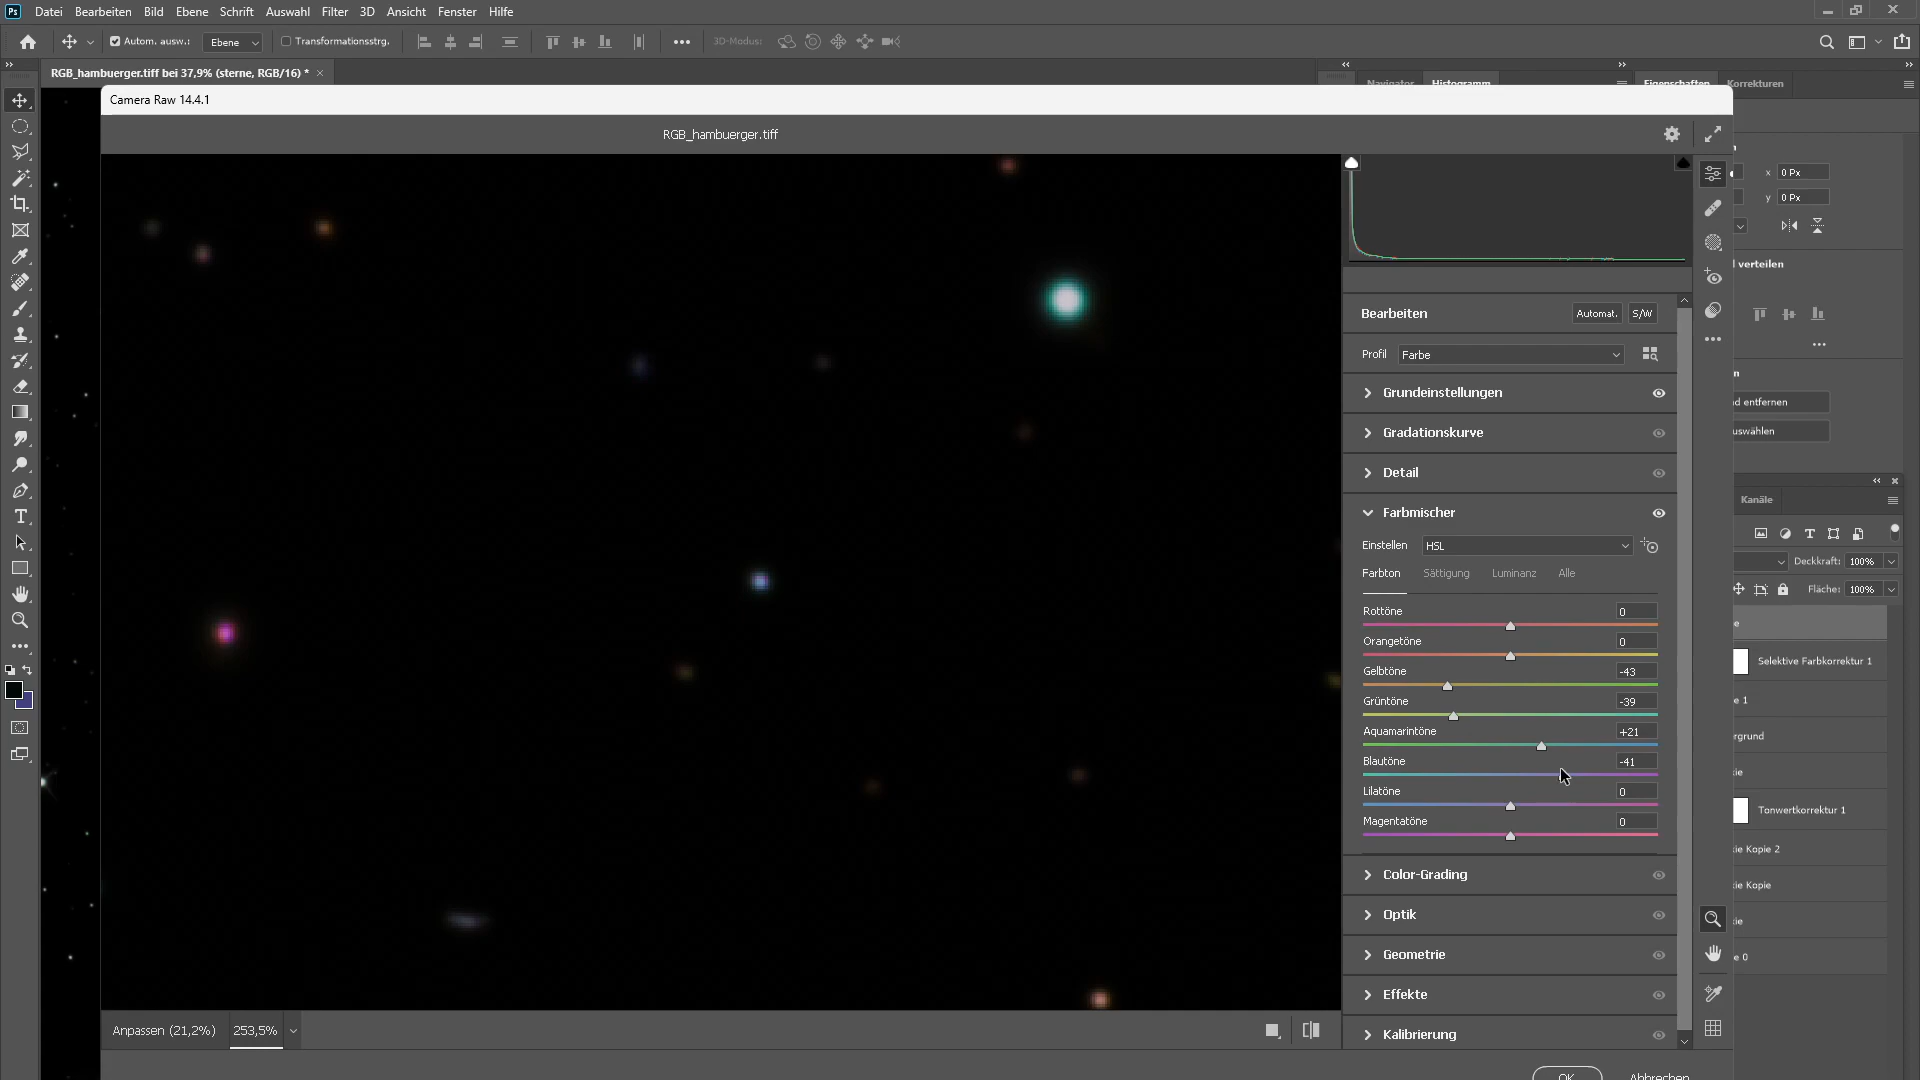 Ps Datei Bearbeiten Bild Ebene Schrift Auswahl Filter 3D Ansicht Fenster Hilfe
Autom. ausw.: Ebene Transformationsstrg. 3D-Modus:
RGB_hambuerger.tiff bei 37,9% (sterne, RGB/16) *
Navigator Histogramm Eigenschaften Korrekturen
Camera Raw 14.4.1
RGB_hambuerger.tiff
x 0 Px
y 0 Px
verteilen
Bearbeiten Automat. S/W
Profil Farbe
Grundeinstellungen
d entfernen
Gradationskurve
uswählen
Detail
Kanäle
Farbmischer
Einstellen HSL
Deckkraft: 100%
Farbton Sättigung Luminanz Alle
Fläche: 100%
Rottöne 0
e
Orangetöne 0
Selektive Farbkorrektur 1
Gelbtöne -43
Grüntöne -39
e 1
Aquamarintöne +21
rgrund
Blautöne -41
ie
Lilatöne 0
Tonwertkorrektur 1
Magentatöne 0
ie Kopie 2
Color-Grading
ie Kopie
Optik
ie
Geometrie
e 0
Effekte
Anpassen (21,2%) 253,5%
Kalibrierung
OK Abbrechen